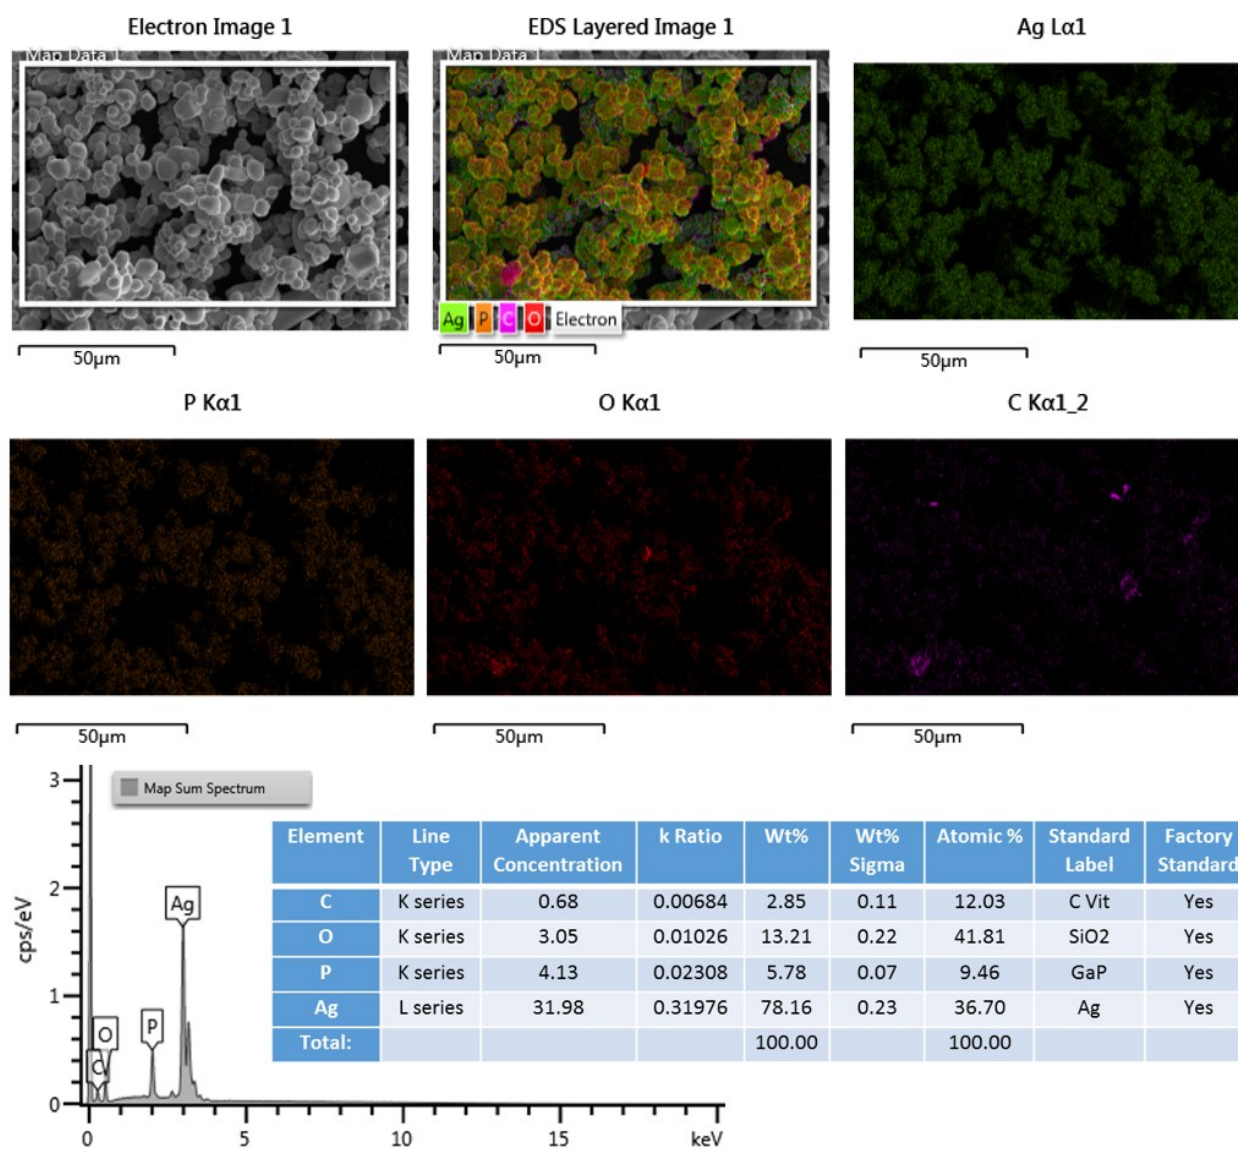 Electron Image 1
EDS Layered Image 1
Ag Lα1
Map Data 1
Map Data 1
Ag P C O Electron
50μm
50μm
50μm
P Kα1
O Kα1
C Kα1_2
50μm
50μm
50μm
Map Sum Spectrum
cps/eV
3
2
1
0
0
5
10
15
keV
C
O
P
Ag
Element Line Type Apparent Concentration k Ratio Wt% Wt% Sigma Atomic % Standard Label Factory Standard
C K series 0.68 0.00684 2.85 0.11 12.03 C Vit Yes
O K series 3.05 0.01026 13.21 0.22 41.81 SiO2 Yes
P K series 4.13 0.02308 5.78 0.07 9.46 GaP Yes
Ag L series 31.98 0.31976 78.16 0.23 36.70 Ag Yes
Total: 100.00 100.00